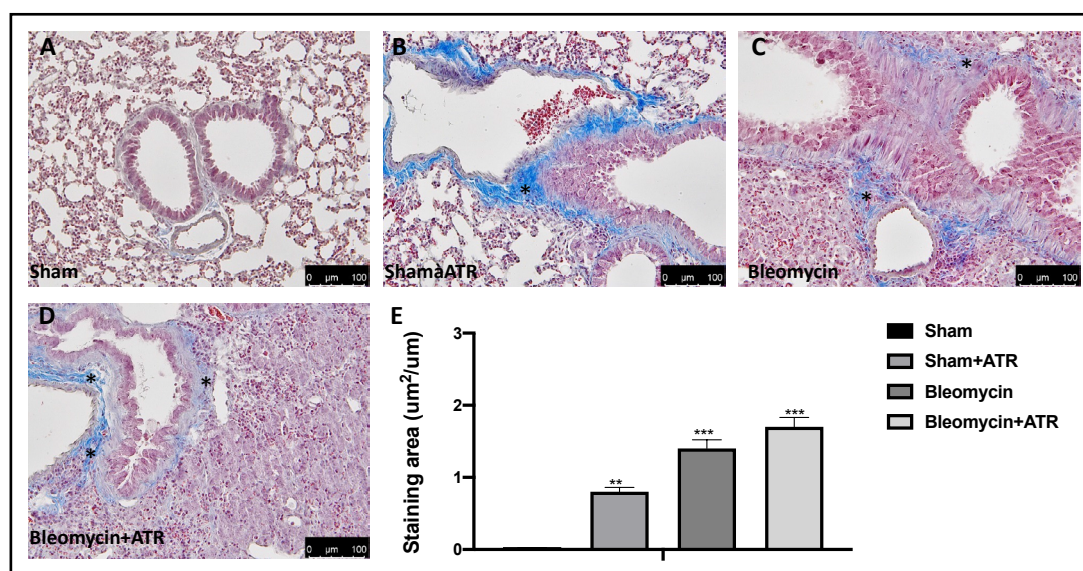 A
*
Sham
0 µm 100
B
*
ShamàATR
0 µm 100
C
*
*
Bleomycin
0 µm 100
D
*
*
*
Bleomycin+ATR
0 µm 100
E
Staining area (um²/um)
3
2
1
0
**
***
***
Sham
Sham+ATR
Bleomycin
Bleomycin+ATR